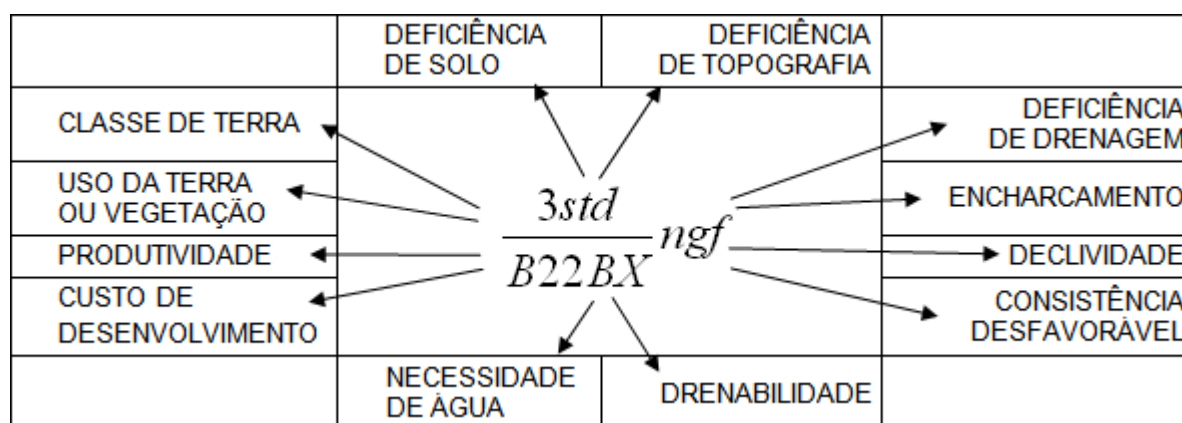 DEFICIÊNCIA
DE SOLO
DEFICIÊNCIA
DE TOPOGRAFIA
CLASSE DE TERRA
DEFICIÊNCIA
DE DRENAGEM
USO DA TERRA
OU VEGETAÇÃO
ENCHARCAMENTO
PRODUTIVIDADE
DECLIVIDADE
CUSTO DE
DESENVOLVIMENTO
CONSISTÊNCIA
DESFAVORÁVEL
3std
B22BX
ngf
NECESSIDADE
DE ÁGUA
DRENABILIDADE